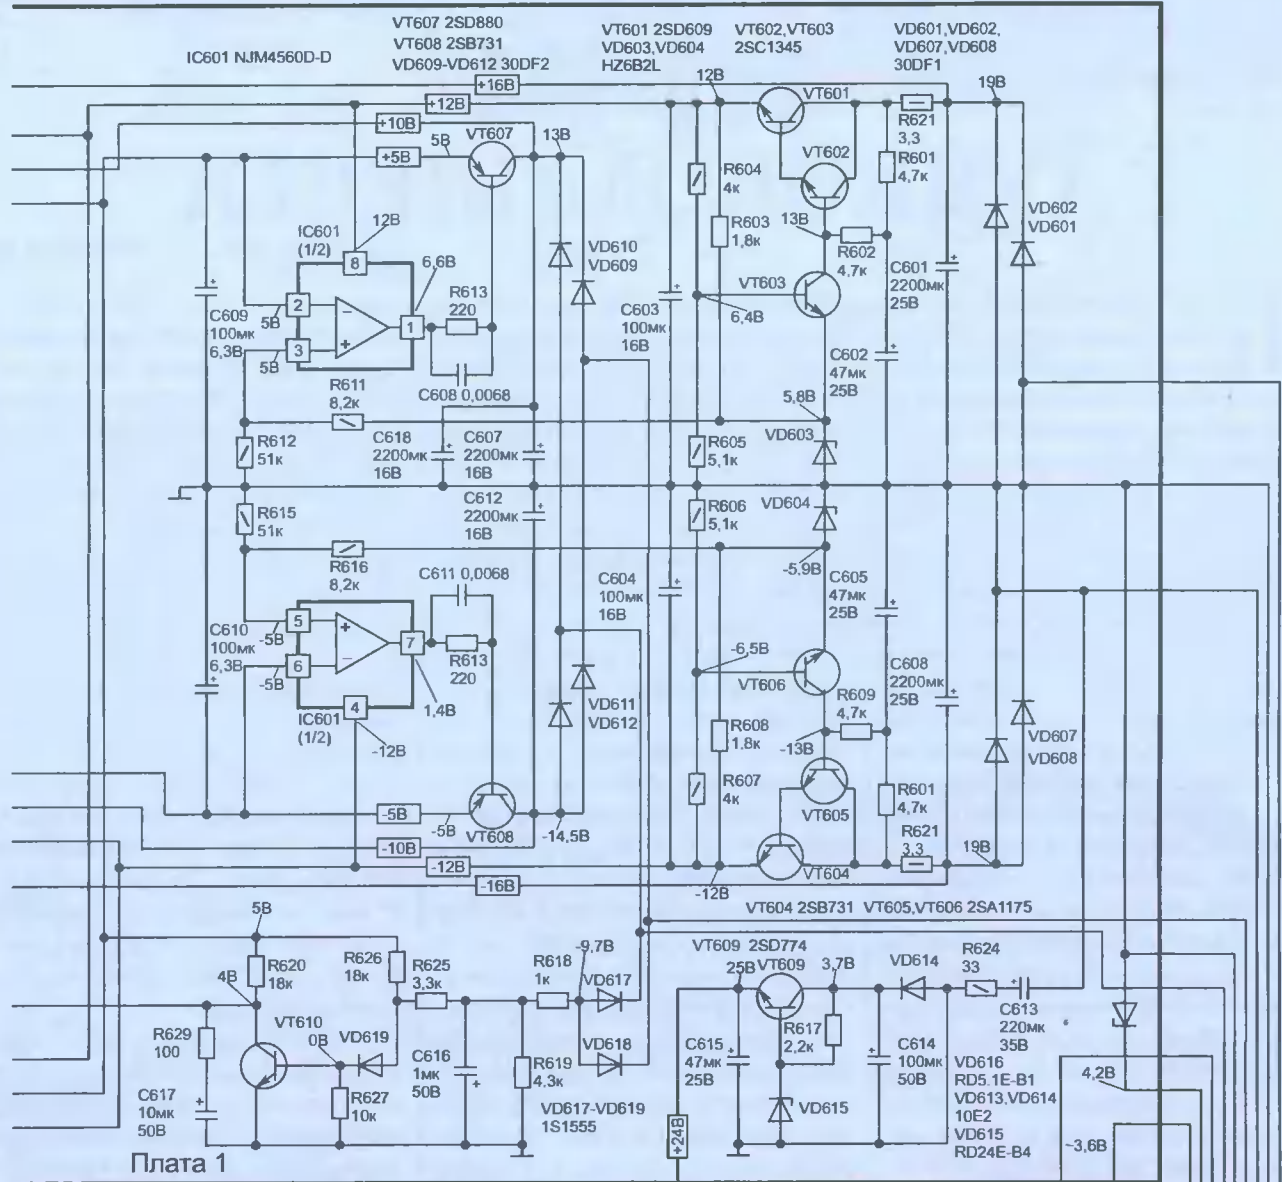 VT607 2SD880
VT608 2SB731
VD609-VD612 30DF2
VT601 2SD609
VD603,VD604
HZ6B2L
VT602,VT603
2SC1345
VD601,VD602,
VD607,VD608
30DF1
IC601 NJM4560D-D
+16В
+12В
+10В
+5В
5В
VT607
13В
12В
VT601
19В
R621
3,3
VT602
R601
4,7к
R604
4к
R603
1,8к
13В
R602
4,7к
VD602
VD601
IC601
(1/2)
12В
8
6,6В
VD610
VD609
VT603
6,4В
C601
2200мк
25В
2
5В
3
5В
1
R613
220
C609
100мк
6,3В
C603
100мк
16В
C602
47мк
25В
C608 0,0068
R611
8,2к
5,8В
R612
51к
C618
2200мк
16В
C607
2200мк
16В
R605
5,1к
VD603
R615
51к
C612
2200мк
16В
R606
5,1к
VD604
R616
8,2к
C611 0,0068
C604
100мк
16В
-5,9В
C605
47мк
25В
C610
100мк
6,3В
5
-5В
6
-5В
7
R613
220
-6,5В
VT606
C608
2200мк
25В
IC601
(1/2)
4
1,4В
-12В
VD611
VD612
R609
4,7к
R608
1,8к
-13В
VD607
VD608
R607
4к
VT605
R601
4,7к
-5В
-5В
VT608
-14,5В
R621
3,3
-10В
-12В
19В
-16В
-12В
VT604
VT604 2SB731
VT605,VT606 2SA1175
5В
R620
18к
4В
R626
18к
R625
3,3к
R618
1к
-9,7В
VD617
VT609 2SD774
25В
VT609
3,7В
VD614
R624
33
R629
100
VT610
0В
VD619
C616
1мк
50В
R619
4,3к
VD618
C615
47мк
25В
R617
2,2к
C614
100мк
50В
C613
220мк
35В
C617
10мк
50В
R627
10к
VD617-VD619
1S1555
VD615
+24В
VD616
RD5.1E-B1
VD613,VD614
10E2
VD615
RD24E-B4
4,2В
~3,6В
Плата 1